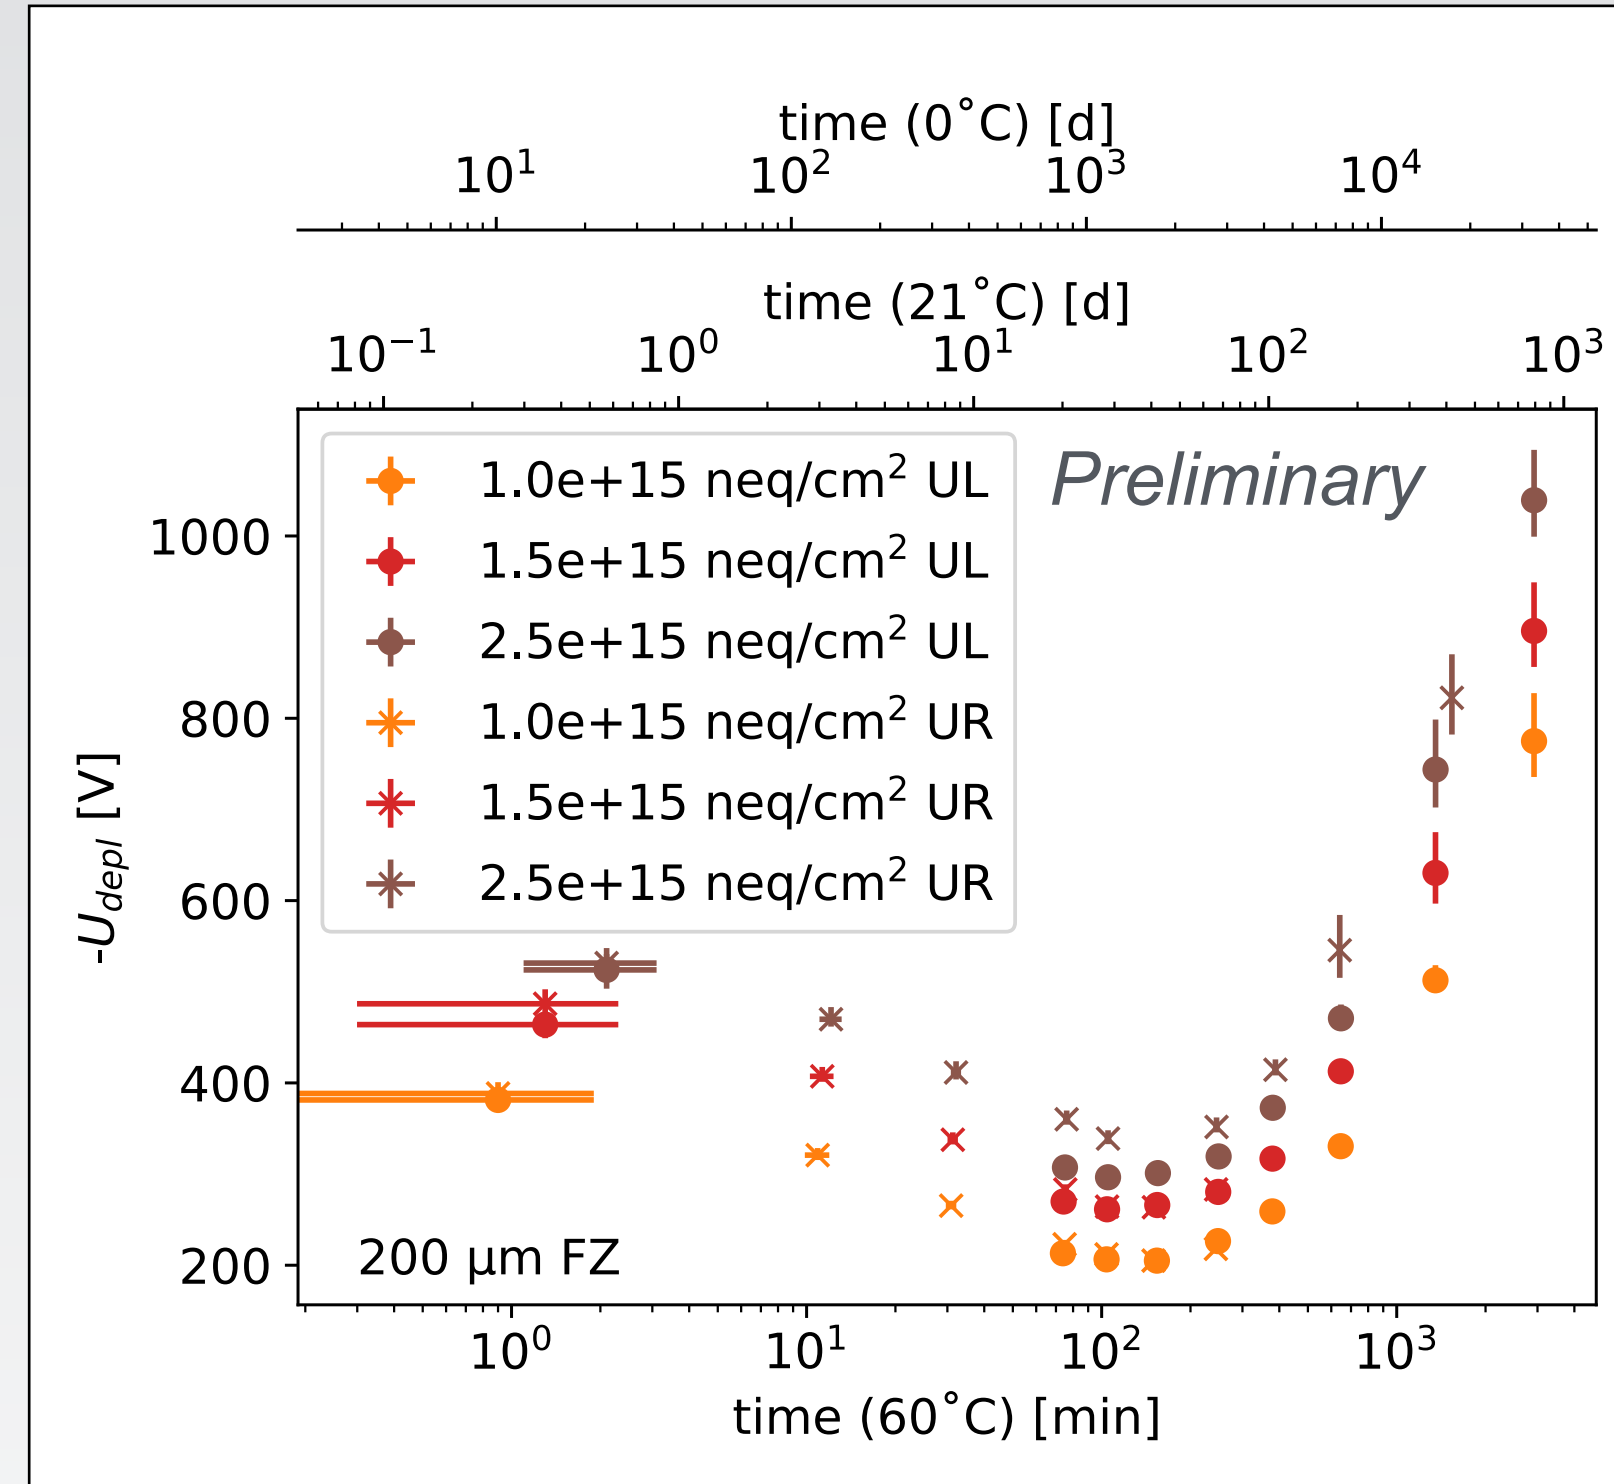 time (0˚C) [d]
10¹ 10² 10³ 10⁴
time (21˚C) [d]
10⁻¹ 10⁰ 10¹ 10² 10³
Preliminary
1.0e+15 neq/cm² UL
1.5e+15 neq/cm² UL
2.5e+15 neq/cm² UL
1.0e+15 neq/cm² UR
1.5e+15 neq/cm² UR
2.5e+15 neq/cm² UR
-U_depl [V]
1000
800
600
400
200
200 μm FZ
10⁰ 10¹ 10² 10³
time (60˚C) [min]